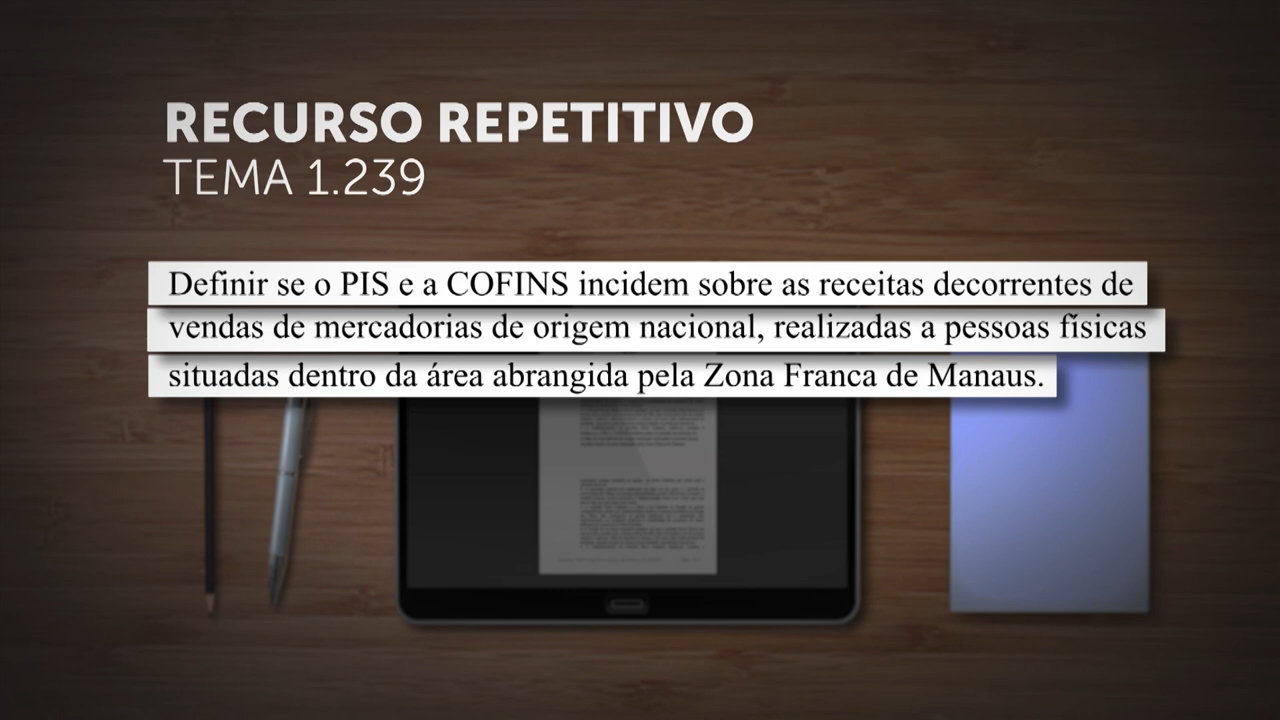 RECURSO REPETITIVO
TEMA 1.239
Definir se o PIS e a COFINS incidem sobre as receitas decorrentes de
vendas de mercadorias de origem nacional, realizadas a pessoas físicas
situadas dentro da área abrangida pela Zona Franca de Manaus.